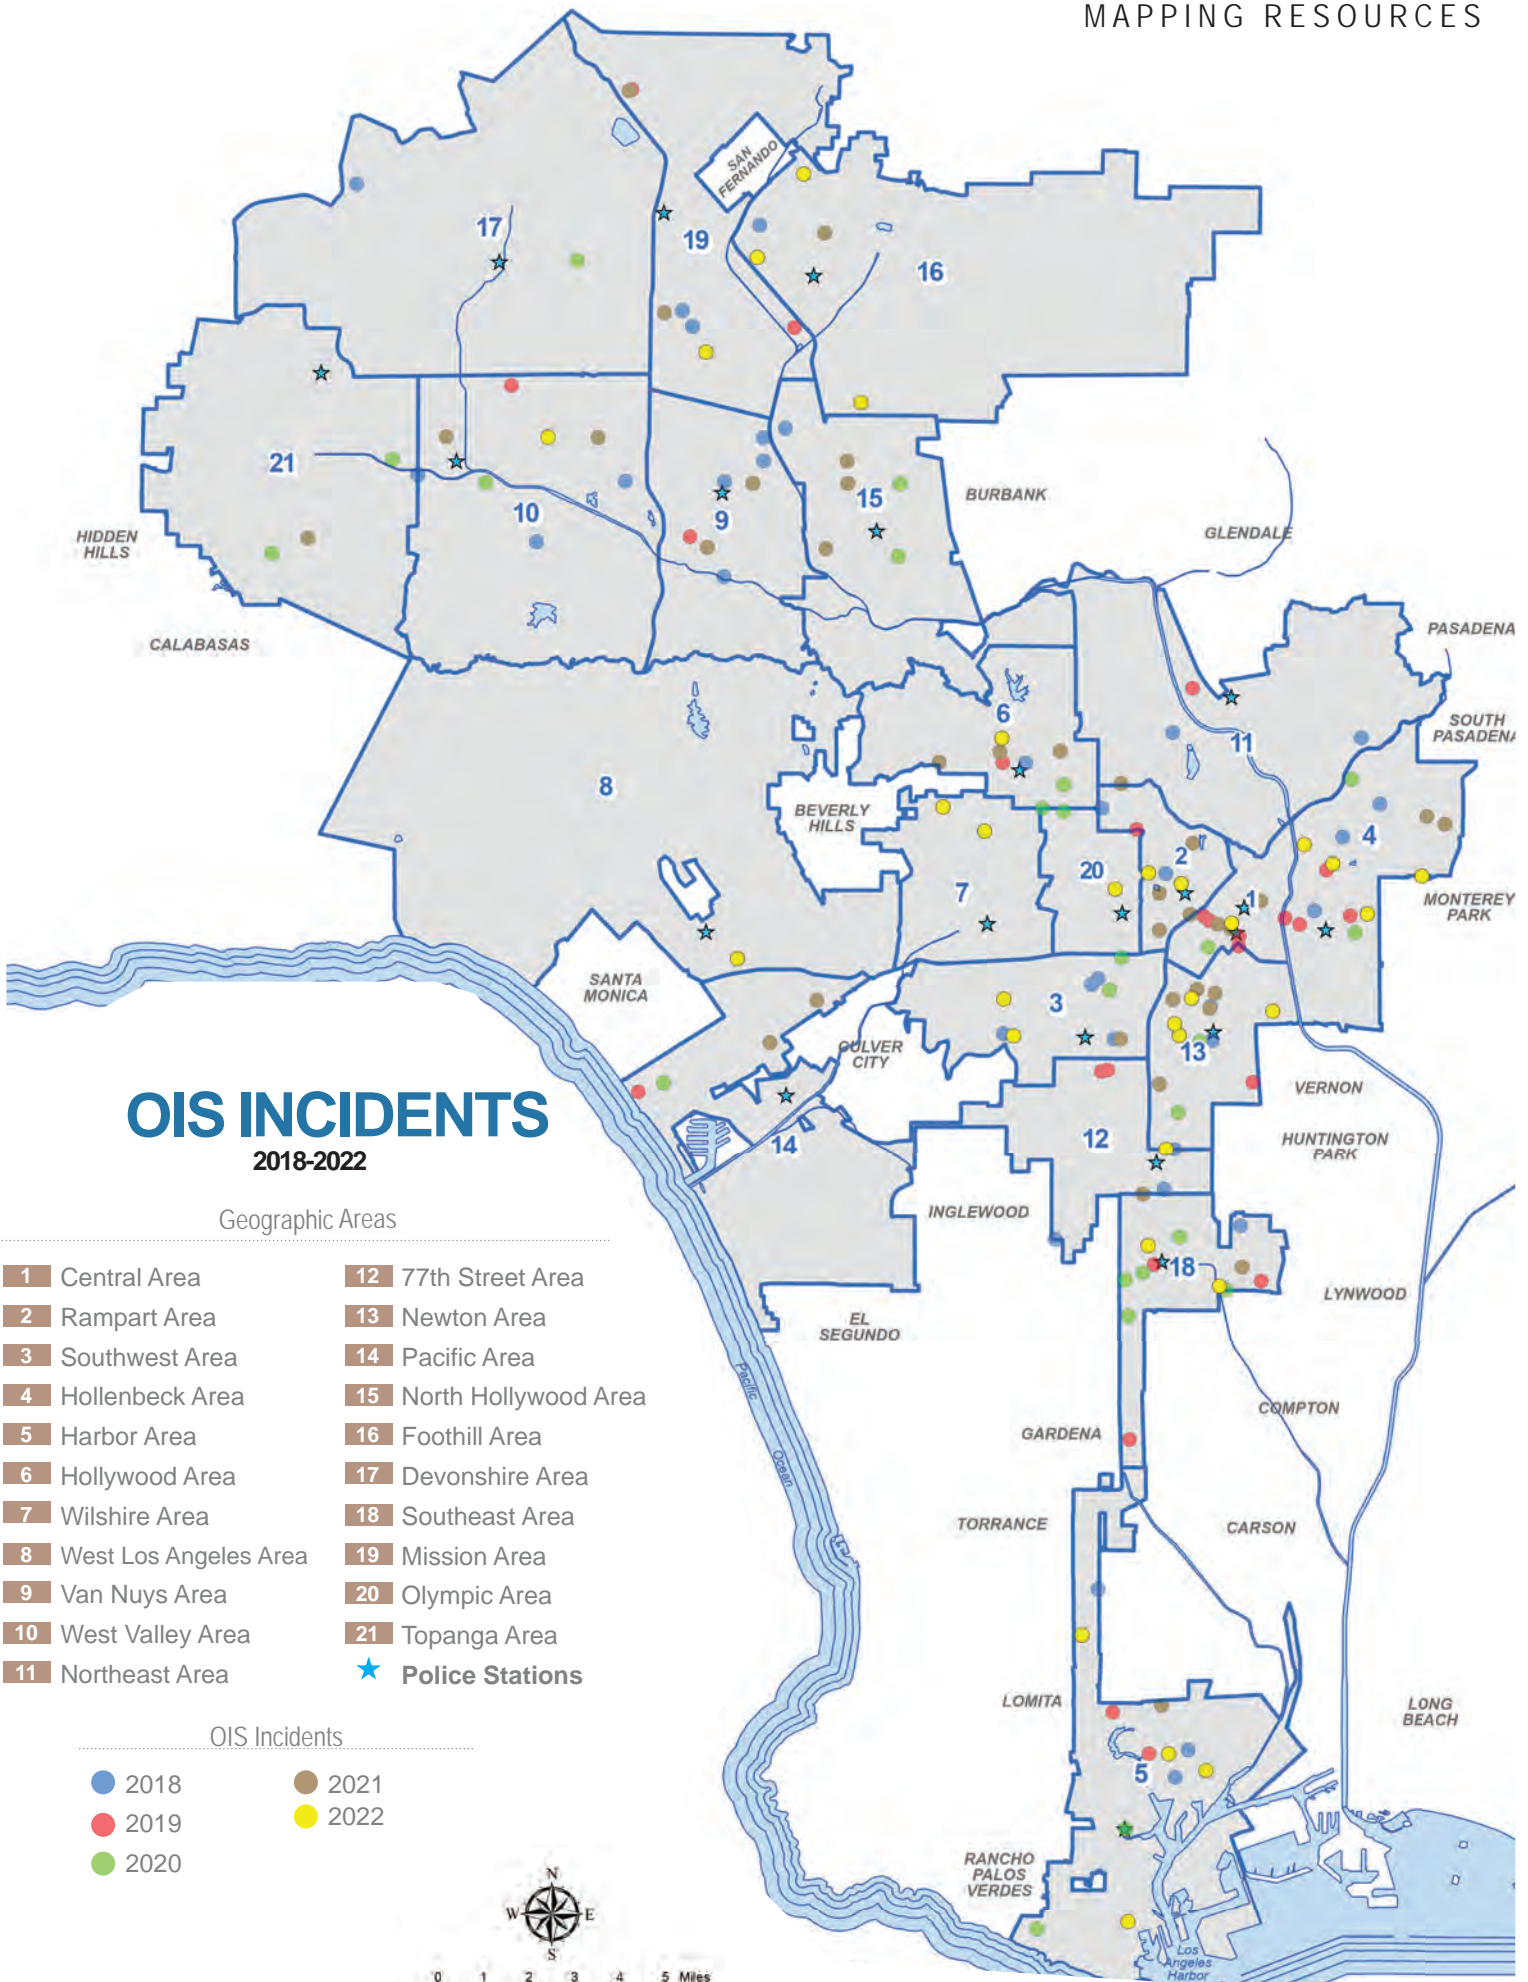 MAPPING RESOURCES
SAN
FERNANDO
17
19
16
21
10
9
15
BURBANK
GLENDALE
HIDDEN
HILLS
CALABASAS
PASADENA
SOUTH
PASADENA
6
11
8
BEVERLY
HILLS
4
2
20
7
1
MONTEREY
PARK
SANTA
MONICA
3
CULVER
CITY
13
VERNON
HUNTINGTON
PARK
12
14
INGLEWOOD
18
LYNWOOD
EL
SEGUNDO
Pacific
Ocean
COMPTON
GARDENA
TORRANCE
CARSON
LOMITA
LONG
BEACH
5
RANCHO
PALOS
VERDES
Los
Angeles
Harbor
OIS INCIDENTS
2018-2022
Geographic Areas
1 Central Area
2 Rampart Area
3 Southwest Area
4 Hollenbeck Area
5 Harbor Area
6 Hollywood Area
7 Wilshire Area
8 West Los Angeles Area
9 Van Nuys Area
10 West Valley Area
11 Northeast Area
12 77th Street Area
13 Newton Area
14 Pacific Area
15 North Hollywood Area
16 Foothill Area
17 Devonshire Area
18 Southeast Area
19 Mission Area
20 Olympic Area
21 Topanga Area
Police Stations
OIS Incidents
2018
2019
2020
2021
2022
N
W E
S
0 1 2 3 4 5 Miles